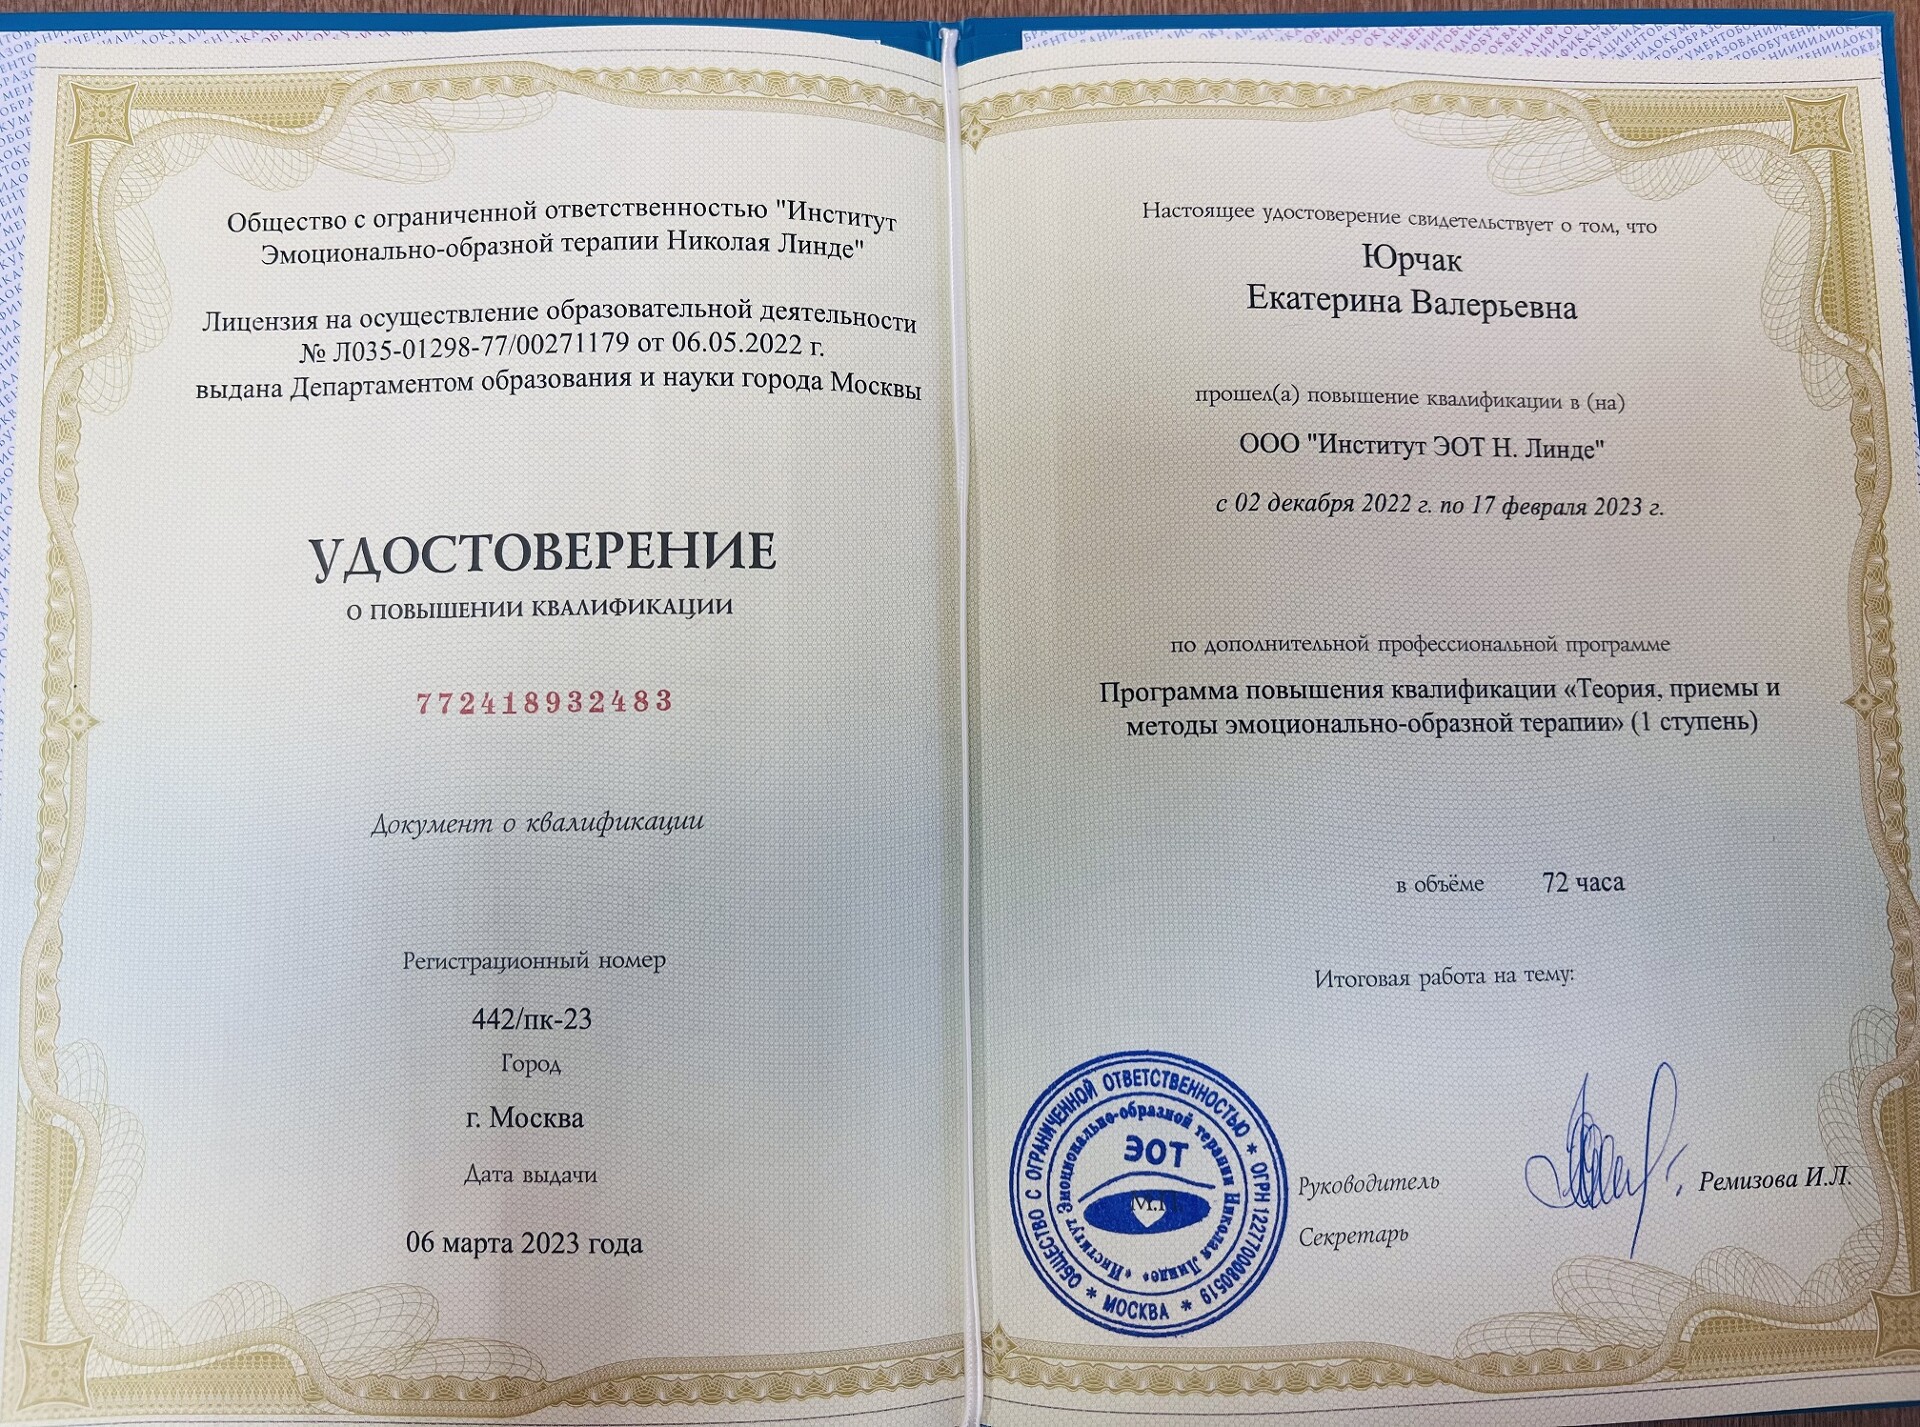 Общество с ограниченной ответственностью "Институт
Эмоционально-образной терапии Николая Линде"
Лицензия на осуществление образовательной деятельности
№ Л035-01298-77/00271179 от 06.05.2022 г.
выдана Департаментом образования и науки города Москвы
УДОСТОВЕРЕНИЕ
О ПОВЫШЕНИИ КВАЛИФИКАЦИИ
772418932483
Документ о квалификации
Регистрационный номер
442/пк-23
Город
г. Москва
Дата выдачи
06 марта 2023 года
Настоящее удостоверение свидетельствует о том, что
Юрчак
Екатерина Валерьевна
прошел(а) повышение квалификации в (на)
ООО "Институт ЭОТ Н. Линде"
с 02 декабря 2022 г. по 17 февраля 2023 г.
по дополнительной профессиональной программе
Программа повышения квалификации «Теория, приемы и
методы эмоционально-образной терапии» (1 ступень)
в объёме 72 часа
Итоговая работа на тему:
ОБЩЕСТВО С ОГРАНИЧЕННОЙ ОТВЕТСТВЕННОСТЬЮ * ОГРН 1227700080519 * МОСКВА *
«Институт Эмоционально-образной терапии Николая Линде»
ЭОТ
М.П.
Руководитель Ремизова И.Л.
Секретарь